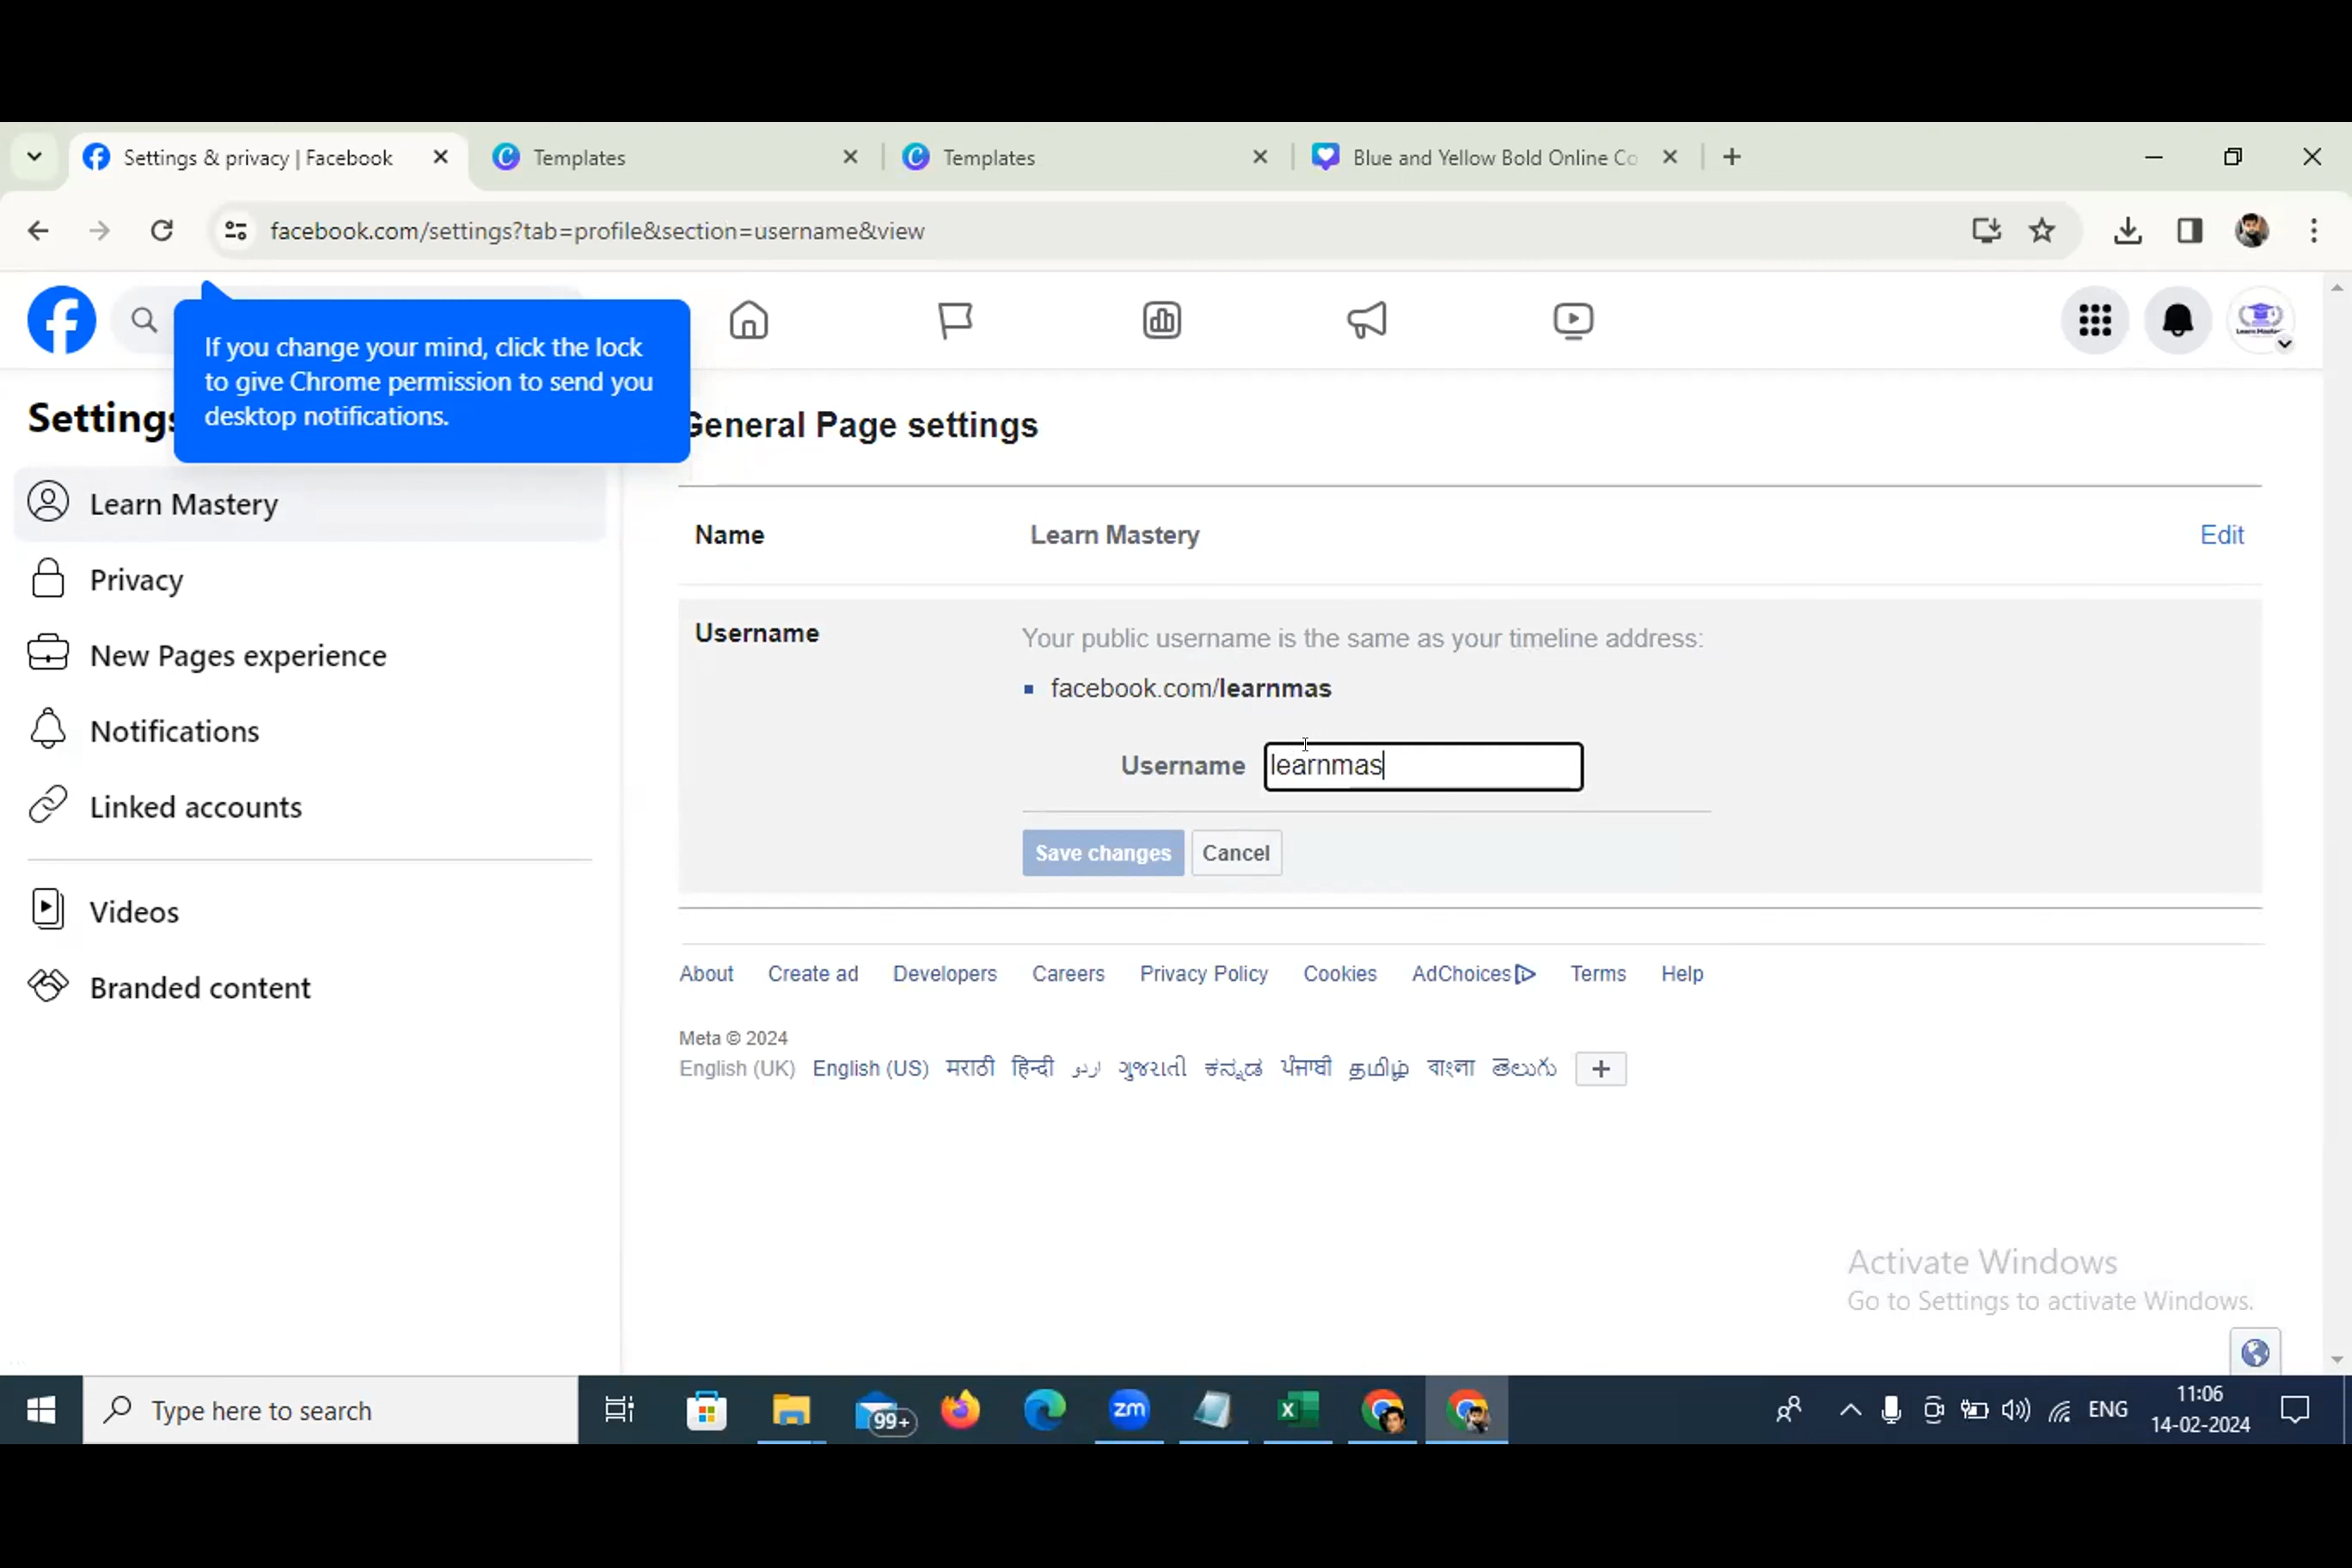 Settings & privacy | Facebook
Templates
Templates
Blue and Yellow Bold Online Co
facebook.com/settings?tab=profile&section=username&view
If you change your mind, click the lock
to give Chrome permission to send you
desktop notifications.
Settings
General Page settings
Learn Mastery
Privacy
New Pages experience
Notifications
Linked accounts
Videos
Branded content
Name Learn Mastery Edit
Username Your public username is the same as your timeline address:
facebook.com/learnmas
Username learnmas
Save changes Cancel
About Create ad Developers Careers Privacy Policy Cookies AdChoices Terms Help
Meta © 2024
English (UK) English (US) मराठी हिन्दी اردو ગુજરાતી ಕನ್ನಡ ਪੰਜਾਬੀ தமிழ் বাংলা తెలుగు
Activate Windows
Go to Settings to activate Windows.
Type here to search
99+
zm
ENG
11:06
14-02-2024